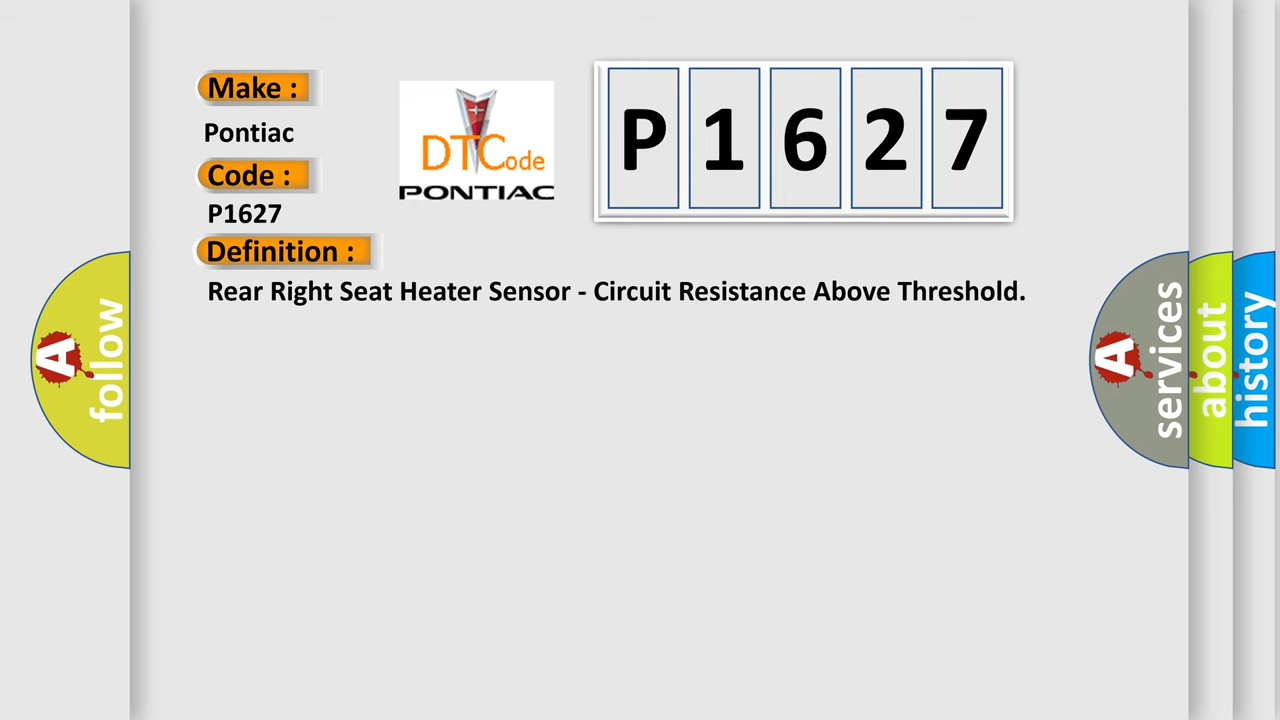 Make :
Pontiac
Code :
P1627
Definition :
Rear Right Seat Heater Sensor - Circuit Resistance Above Threshold.
DTCode
PONTIAC
P 1 6 2 7
A follow
A services
about
history